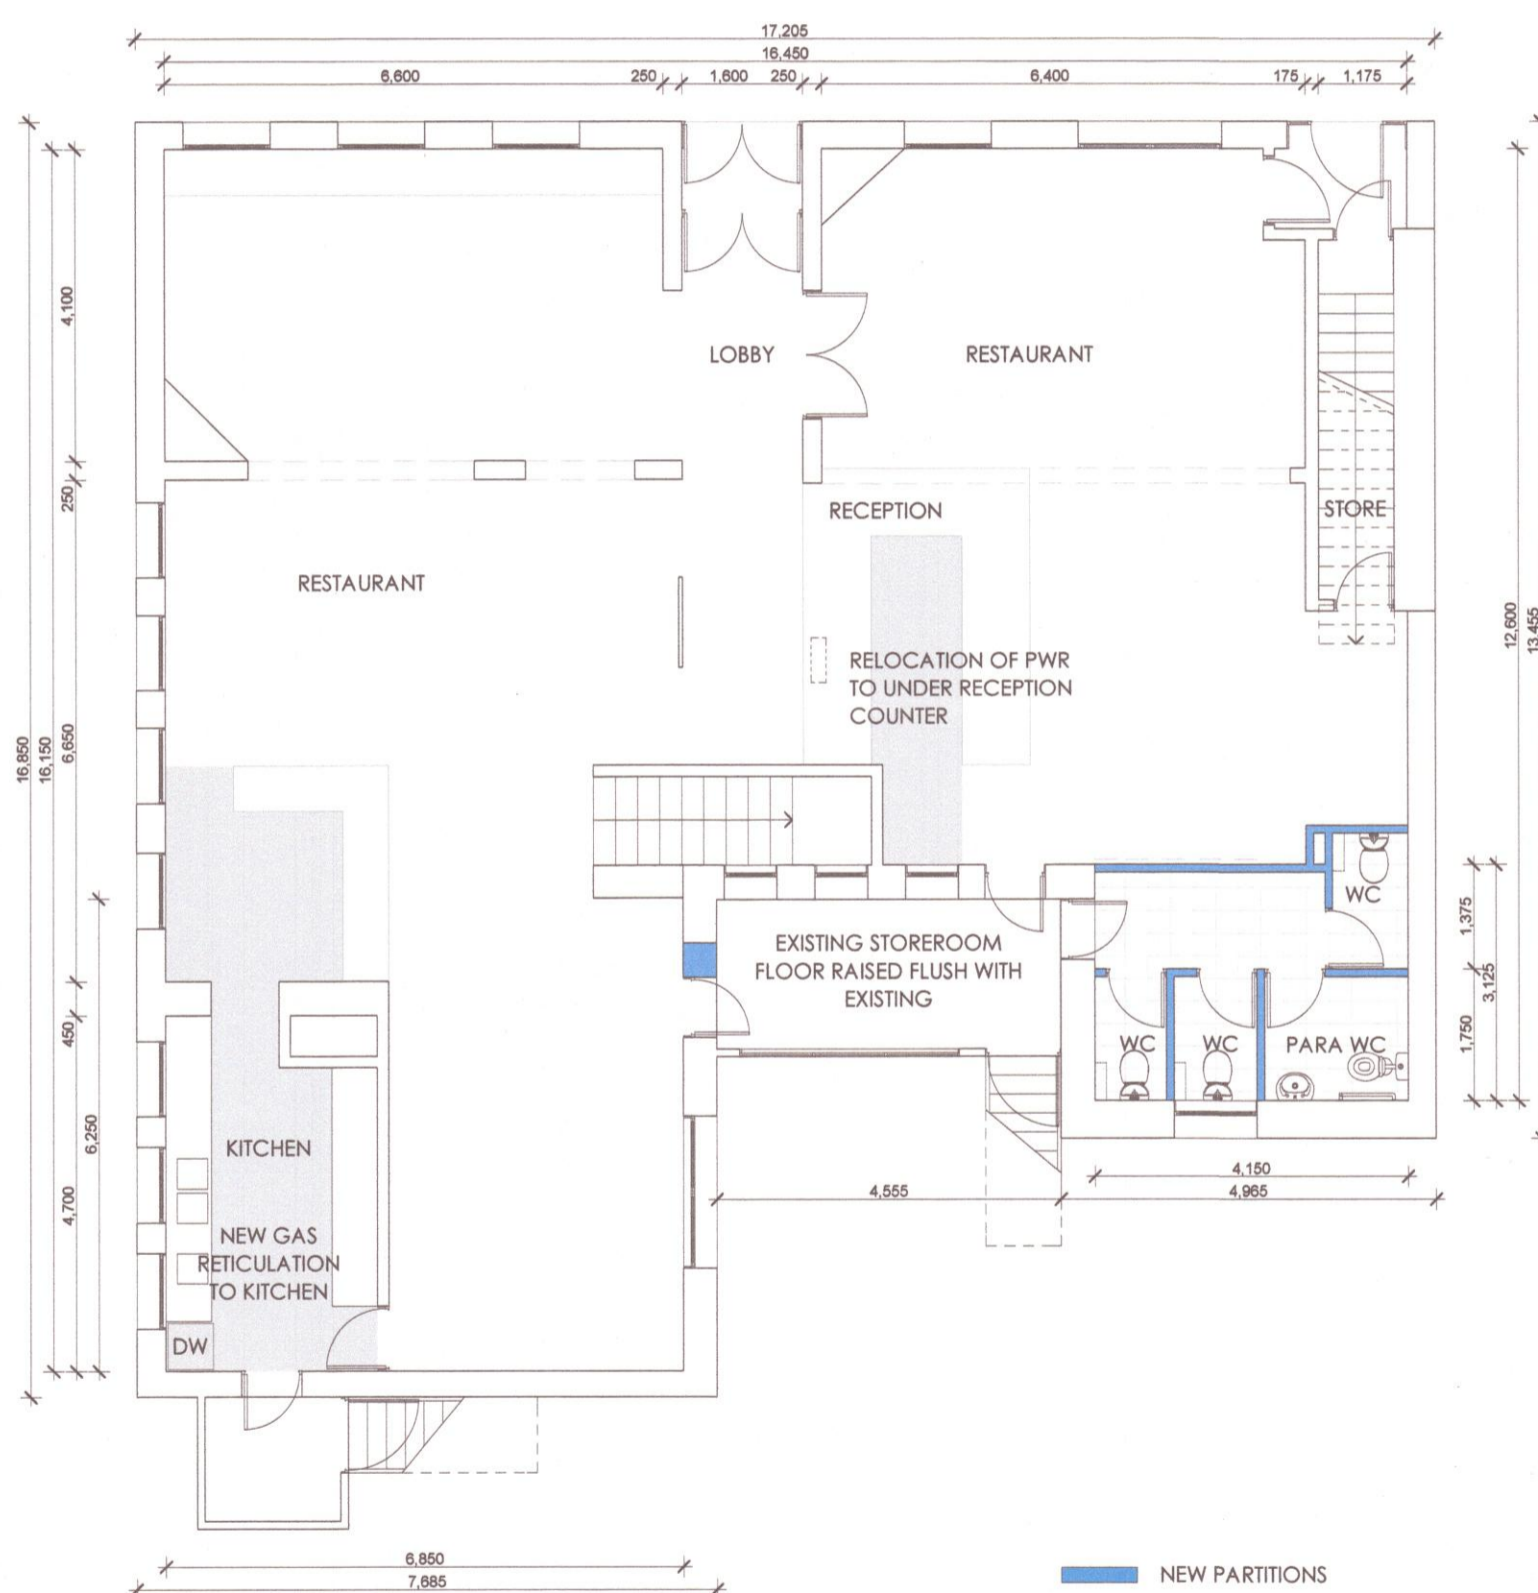 17,205
16,450
6,600
250
1,600
250
6,400
175
1,175
4,100
250
16,850
16,150
6,650
450
4,700
6,250
LOBBY
RESTAURANT
RECEPTION
STORE
RESTAURANT
RELOCATION OF PWR
TO UNDER RECEPTION
COUNTER
12,600
13,455
WC
EXISTING STOREROOM
FLOOR RAISED FLUSH WITH
EXISTING
1,375
3,125
1,750
WC
WC
PARA WC
KITCHEN
NEW GAS
RETICULATION
TO KITCHEN
DW
4,555
4,150
4,965
6,850
7,685
NEW PARTITIONS